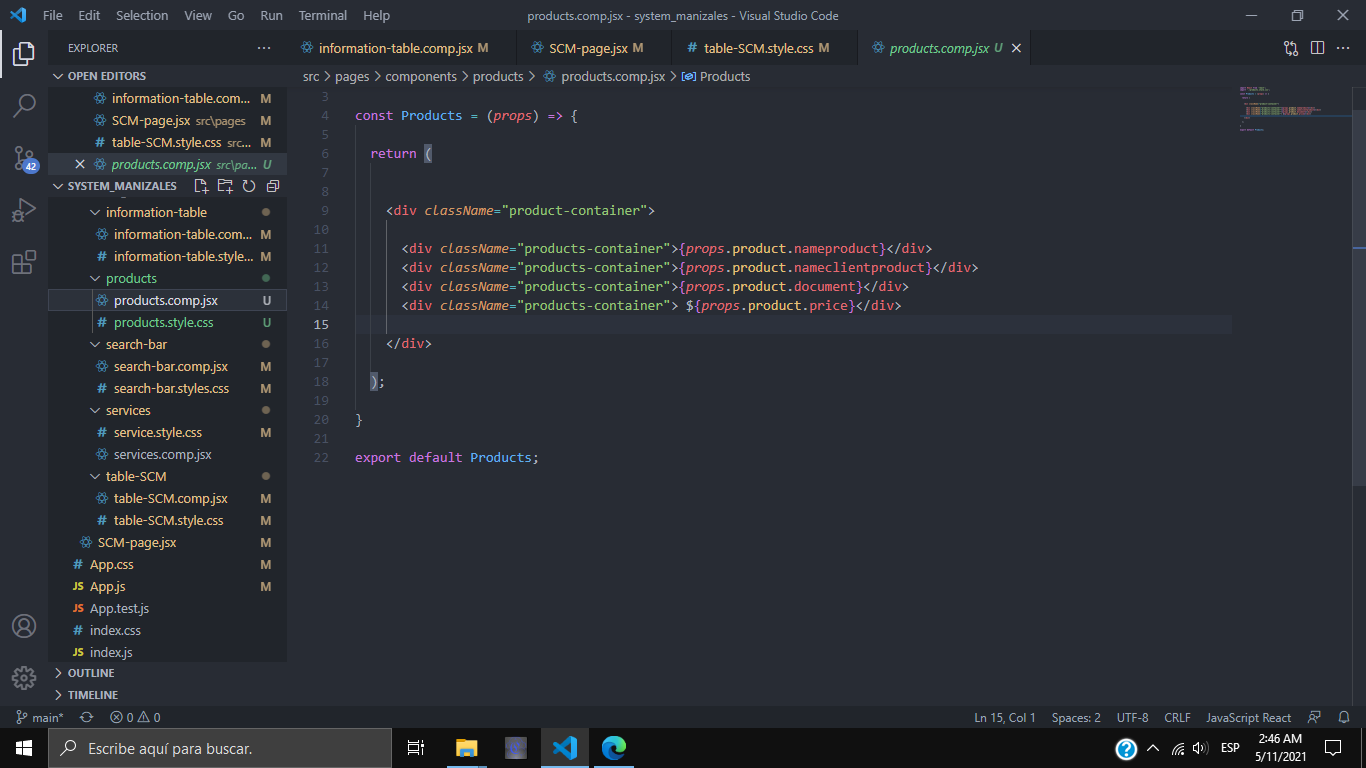 File Edit Selection View Go Run Terminal Help products.comp.jsx - system_manizales - Visual Studio Code
EXPLORER
information-table.comp.jsx M SCM-page.jsx M # table-SCM.style.css M products.comp.jsx U
OPEN EDITORS
information-table.com... M
SCM-page.jsx src\pages M
# table-SCM.style.css src... M
products.comp.jsx src\pa... U
42
SYSTEM_MANIZALES
information-table
information-table.com... M
# information-table.style... M
products
products.comp.jsx U
# products.style.css U
search-bar
search-bar.comp.jsx M
# search-bar.styles.css M
services
# service.style.css M
services.comp.jsx
table-SCM
table-SCM.comp.jsx M
# table-SCM.style.css M
SCM-page.jsx M
# App.css M
JS App.js M
JS App.test.js
# index.css
JS index.js
OUTLINE
TIMELINE
src > pages > components > products > products.comp.jsx > Products
3
4 const Products = (props) => {
5
6 return (
7
8
9 <div className="product-container">
10
11 <div className="products-container">{props.product.nameproduct}</div>
12 <div className="products-container">{props.product.nameclientproduct}</div>
13 <div className="products-container">{props.product.document}</div>
14 <div className="products-container"> ${props.product.price}</div>
15
16 </div>
17
18 );
19
20 }
21
22 export default Products;
main* 0 0 Ln 15, Col 1 Spaces: 2 UTF-8 CRLF JavaScript React
Escribe aquí para buscar.
ESP
2:46 AM
5/11/2021